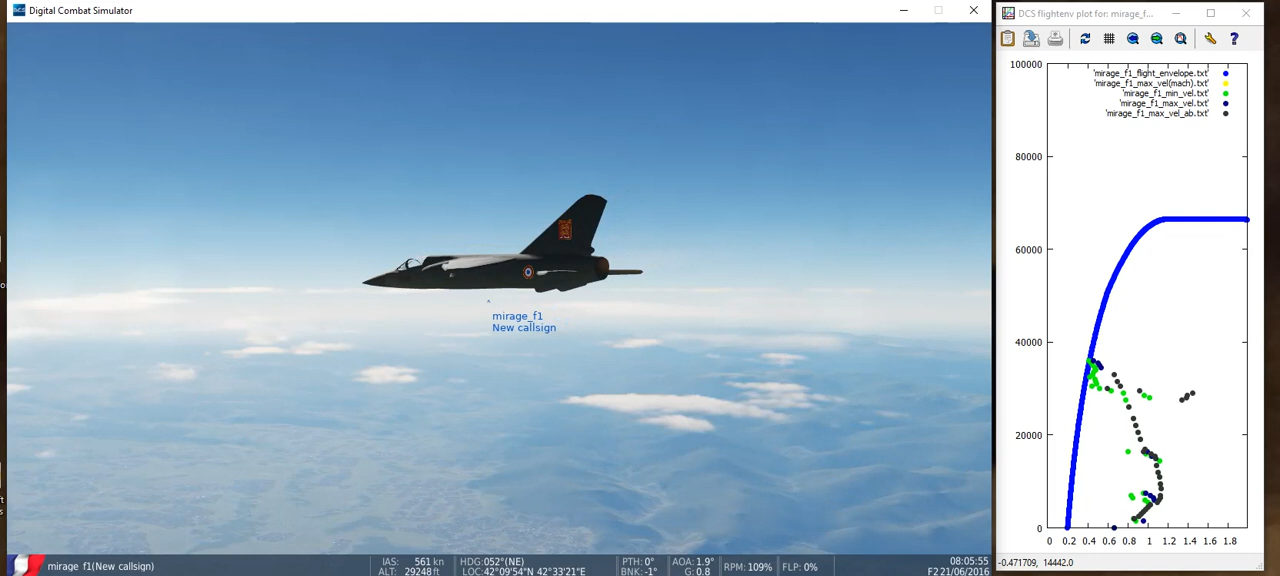 Digital Combat Simulator
DCS flightenv plot for: mirage_f...
100000
80000
60000
40000
20000
0
'mirage_f1_flight_envelope.txt'
'mirage_f1_max_vel(mach).txt'
'mirage_f1_min_vel.txt'
'mirage_f1_max_vel.txt'
'mirage_f1_max_vel_ab.txt'
0 0.2 0.4 0.6 0.8 1 1.2 1.4 1.6 1.8
-0.471709, 14442.0
mirage_f1
New callsign
mirage_f1(New callsign)
IAS: 561 kn
ALT: 29248 ft
HDG:052°(NE)
LOC:42°09'54"N 42°33'21"E
PTH: 0°
BNK: -1°
AOA: 1.9°
G: 0.8
RPM: 109%
FLP: 0%
08:05:55
F2 21/06/2016